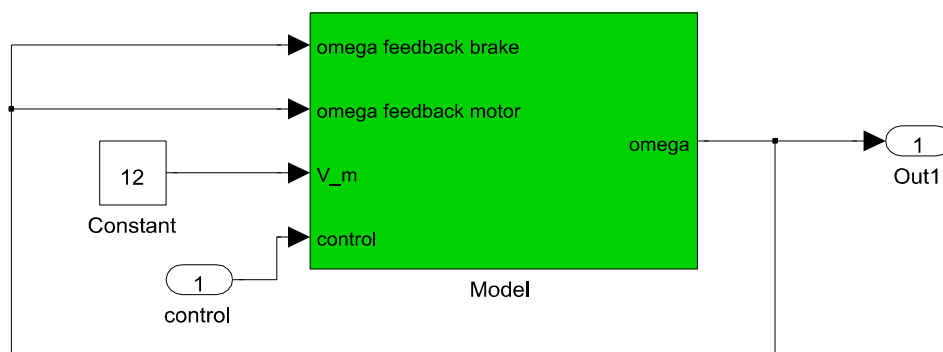 omega feedback brake
omega feedback motor
omega
1
Out1
12
V_m
Constant
control
1
control
Model